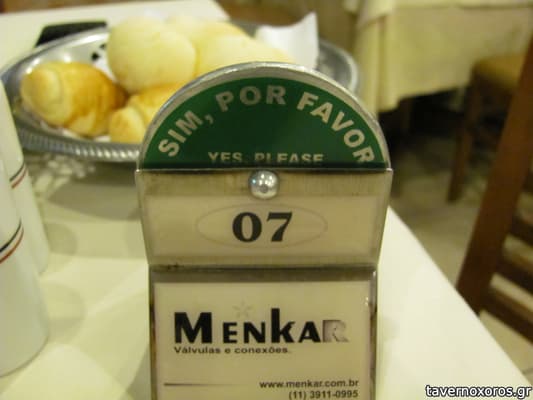 SIM, POR FAVOR
YES, PLEASE
07
MENKAR
Válvulas e conexões.
www.menkar.com.br
(11) 3911-0995
tavernoxoros.gr